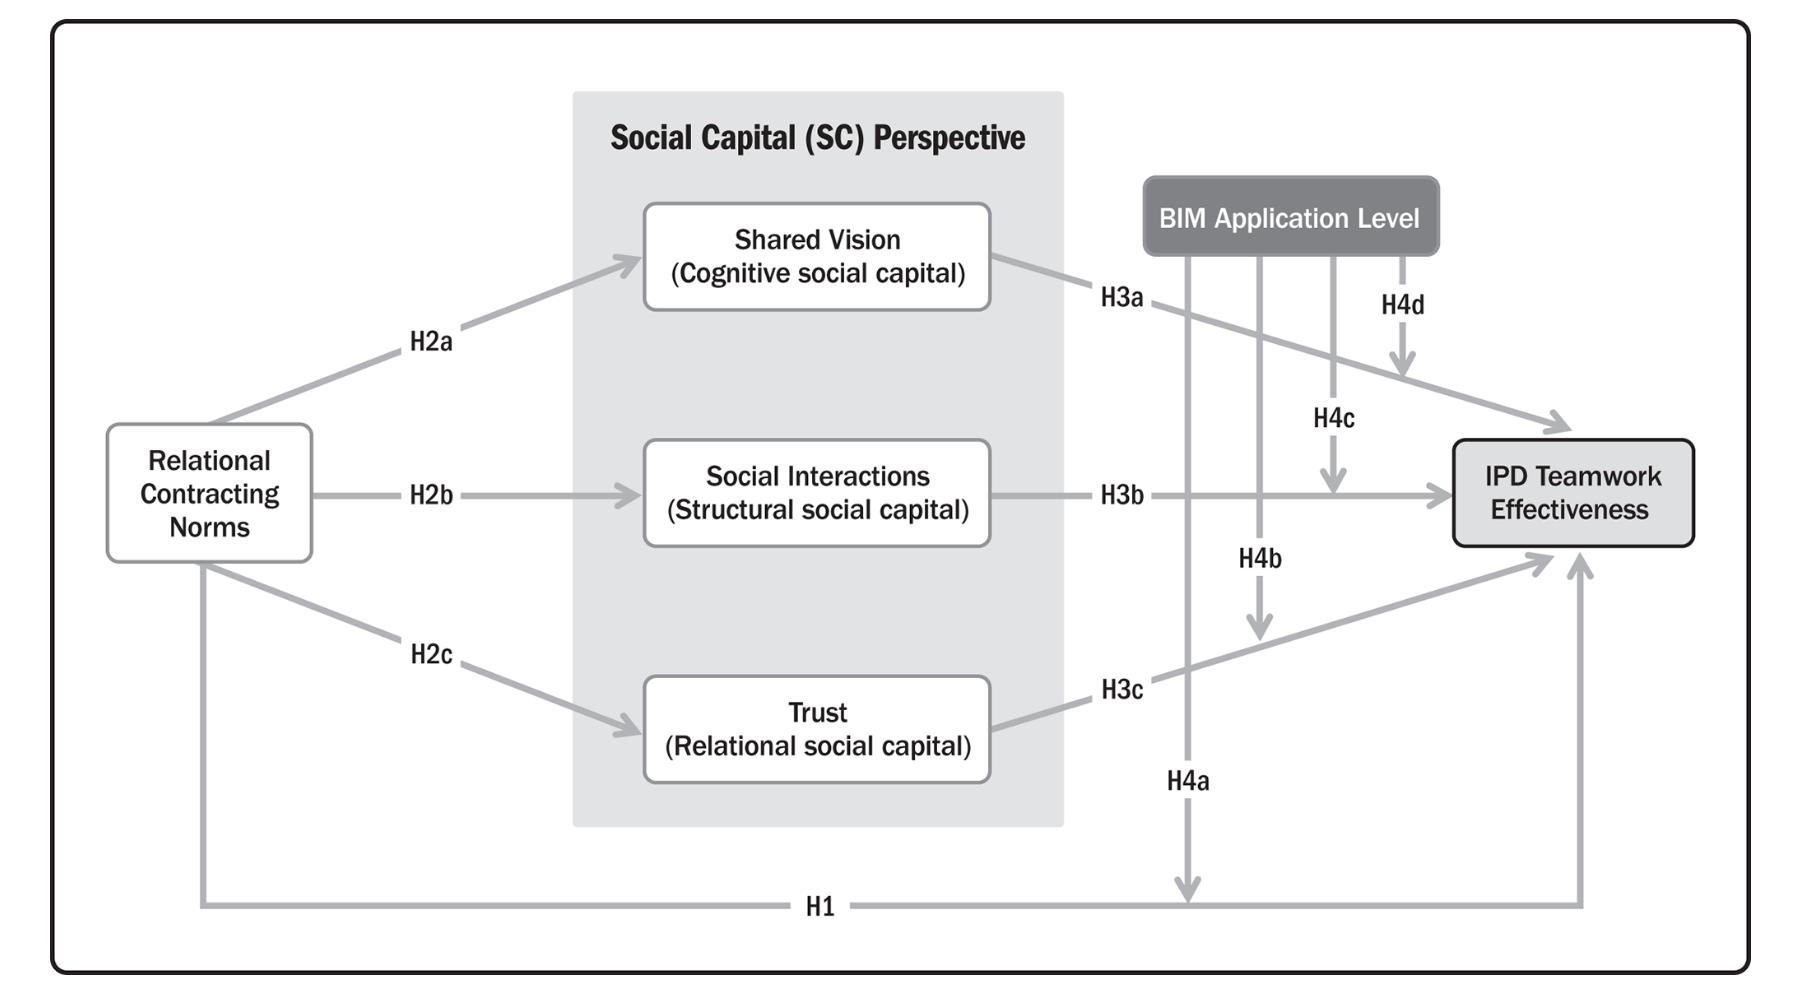 Social Capital (SC) Perspective
BIM Application Level
Shared Vision
(Cognitive social capital)
H3a
H4d
H2a
H4c
Relational
Contracting
Norms
H2b
Social Interactions
(Structural social capital)
H3b
IPD Teamwork
Effectiveness
H4b
H2c
H3c
Trust
(Relational social capital)
H4a
H1